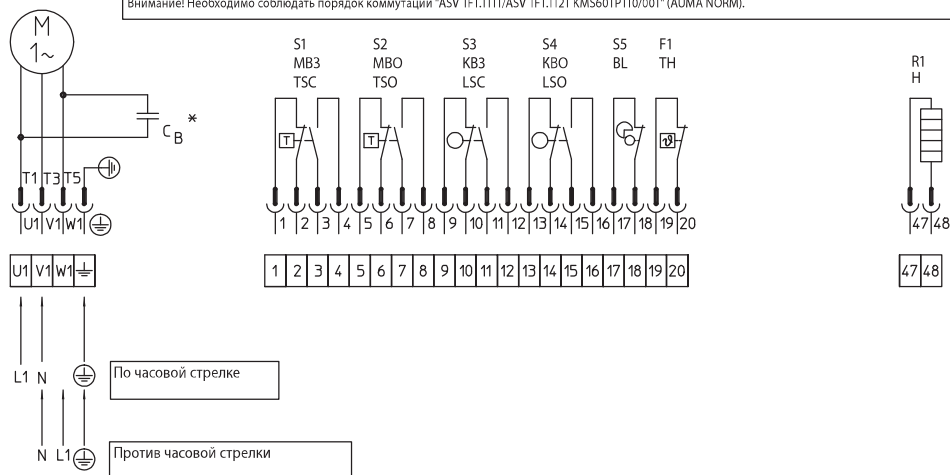 Внимание! Необходимо соблюдать порядок коммутации "ASV 1F1.1111/ASV 1F1.1121 KMS601P110/001" (AUMA NORM).
M
1~
S1
MB3
TSC
S2
MBO
TSO
S3
KB3
LSC
S4
KBO
LSO
S5
BL
F1
TH
R1
H
C B *
T T ϑ
T1 T3 T5
U1 V1 W1
1 2 3 4 5 6 7 8 9 10 11 12 13 14 15 16 17 18 19 20
47 48
U1 V1 W1
1 2 3 4 5 6 7 8 9 10 11 12 13 14 15 16 17 18 19 20
47 48
L1 N
По часовой стрелке
N L1
Против часовой стрелки